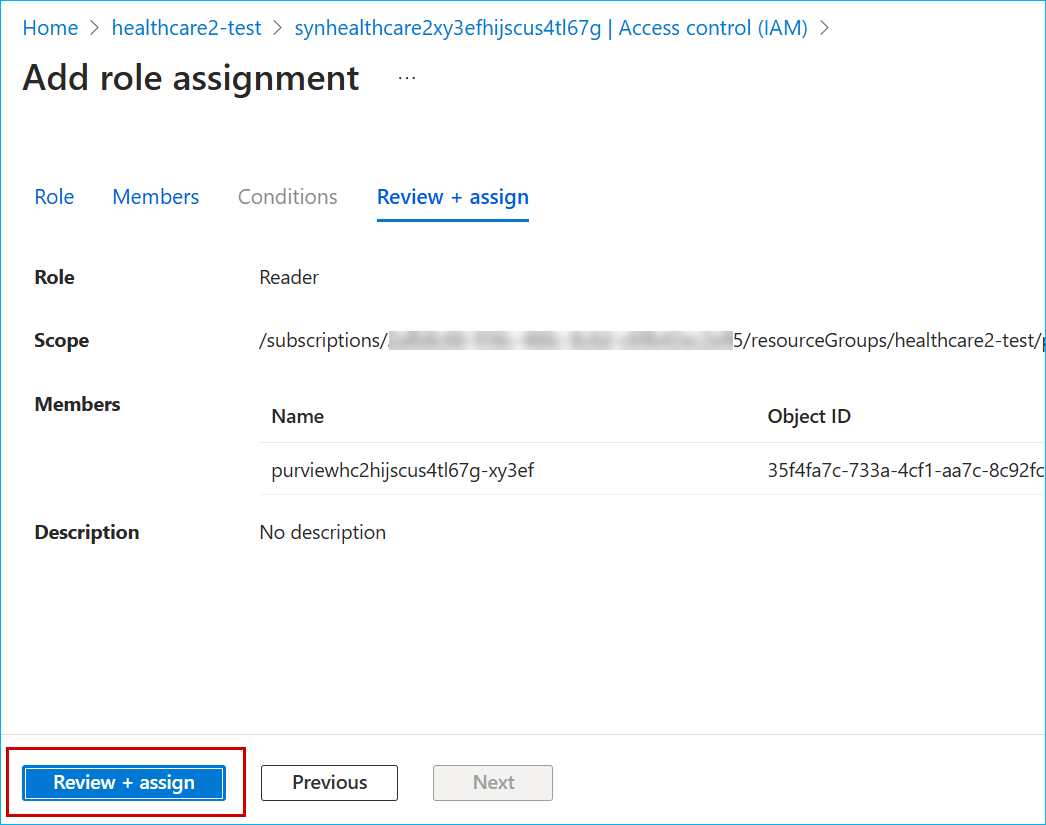 Home > healthcare2-test > synhealthcare2xy3efhijscus4tl67g | Access control (IAM) >
Add role assignment ...
Role Members Conditions Review + assign
Role Reader
Scope /subscriptions/ 5/resourceGroups/healthcare2-test/
Members
Name Object ID
purviewhc2hijscus4tl67g-xy3ef 35f4fa7c-733a-4cf1-aa7c-8c92fc
Description No description
Review + assign Previous Next